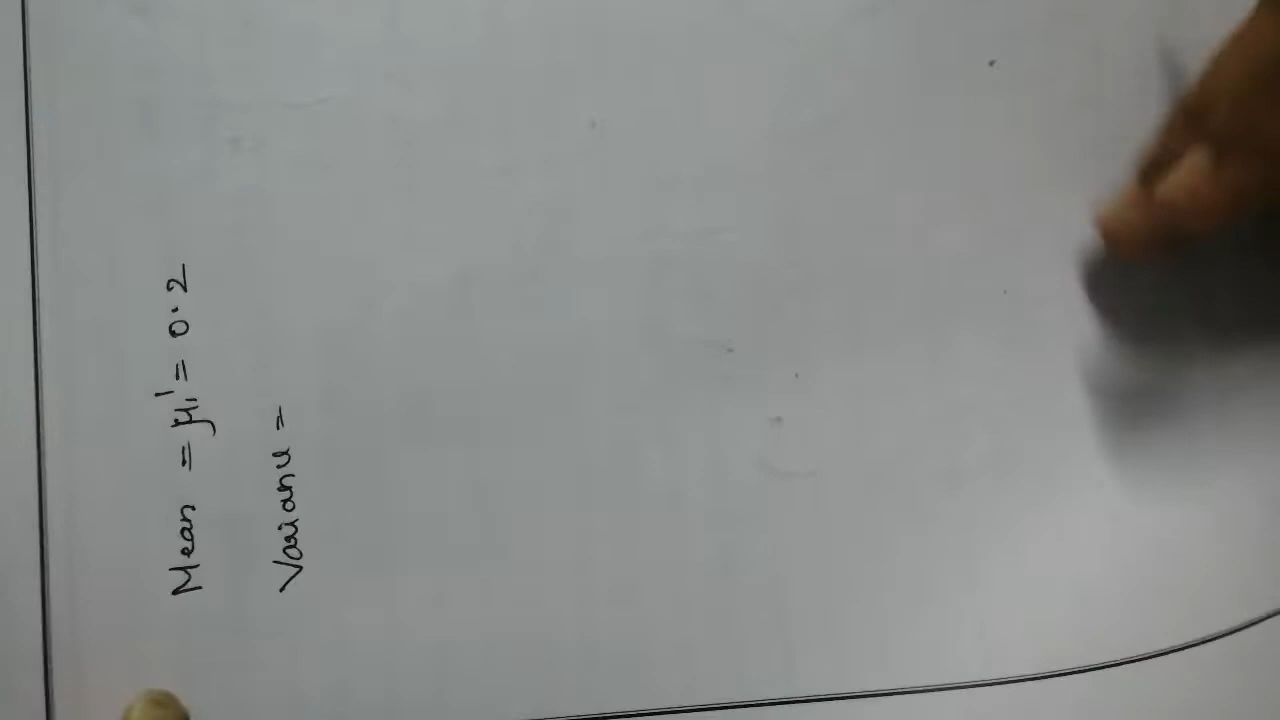 Mean = μ₁' = 0.2
Variance =